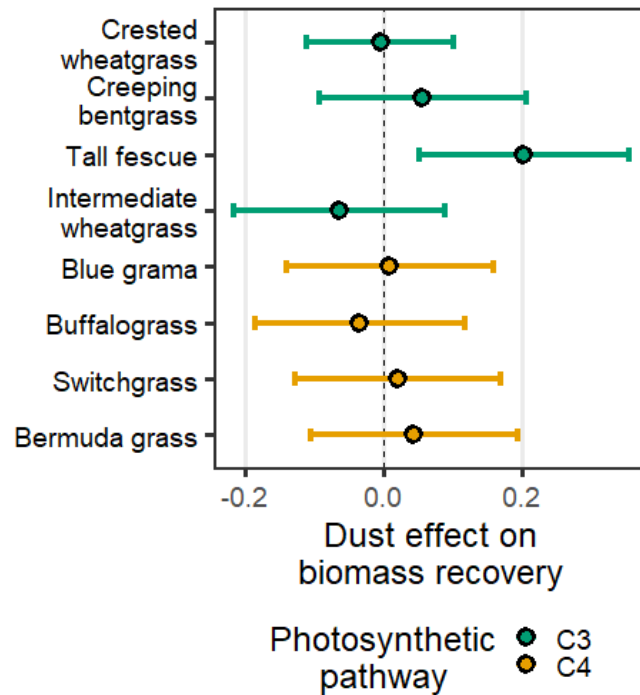 Crested
wheatgrass
Creeping
bentgrass
Tall fescue
Intermediate
wheatgrass
Blue grama
Buffalograss
Switchgrass
Bermuda grass
-0.2 0.0 0.2
Dust effect on
biomass recovery
Photosynthetic
pathway
C3
C4